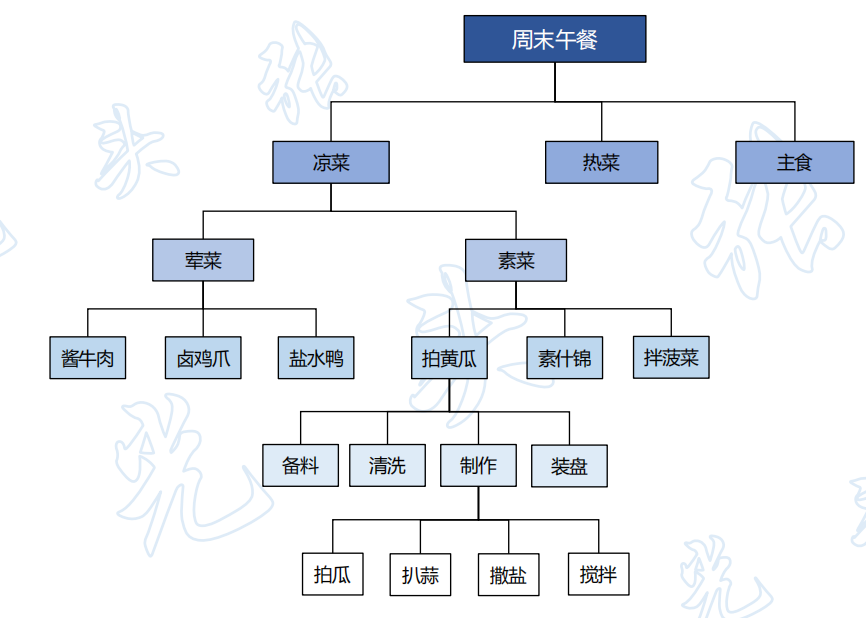 周末午餐
凉菜
热菜
主食
荤菜
素菜
酱牛肉
卤鸡爪
盐水鸭
拍黄瓜
素什锦
拌菠菜
备料
清洗
制作
装盘
拍瓜
扒蒜
撒盐
搅拌